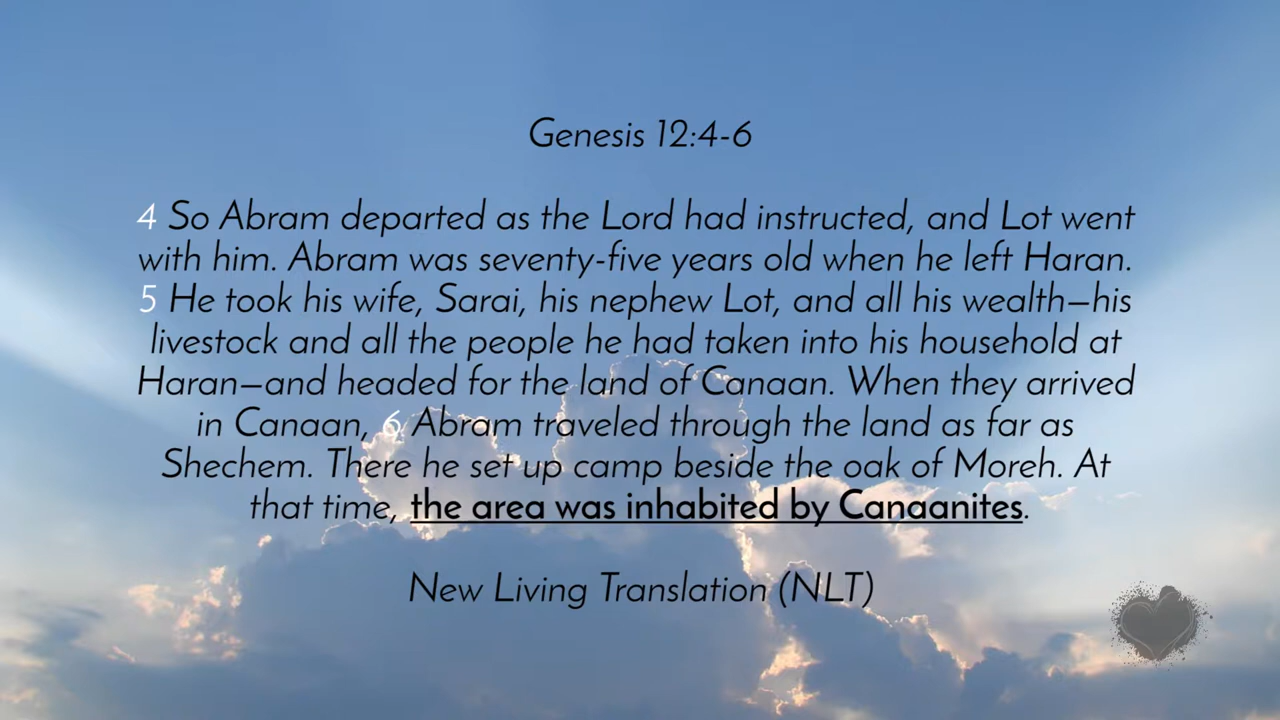 Genesis 12:4-6
4 So Abram departed as the Lord had instructed, and Lot went
with him. Abram was seventy-five years old when he left Haran.
5 He took his wife, Sarai, his nephew Lot, and all his wealth—his
livestock and all the people he had taken into his household at
Haran—and headed for the land of Canaan. When they arrived
in Canaan, 6 Abram traveled through the land as far as
Shechem. There he set up camp beside the oak of Moreh. At
that time, the area was inhabited by Canaanites.
New Living Translation (NLT)